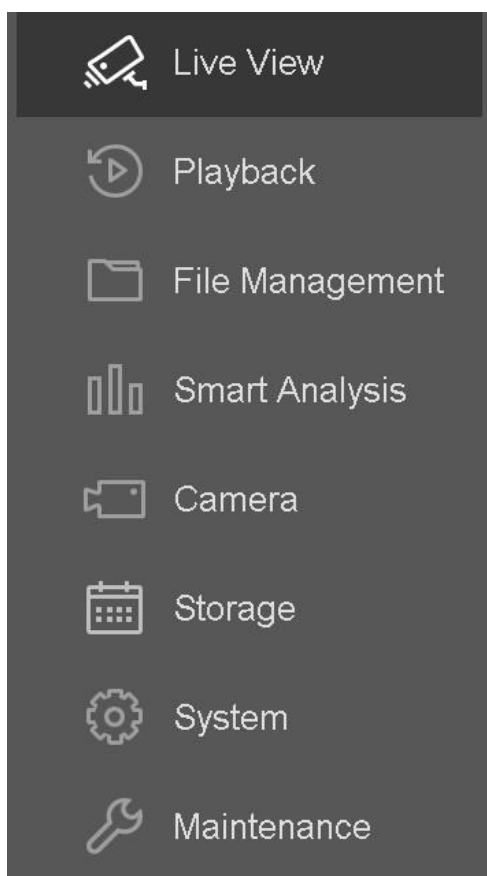 Live View
Playback
File Management
Smart Analysis
Camera
Storage
System
Maintenance